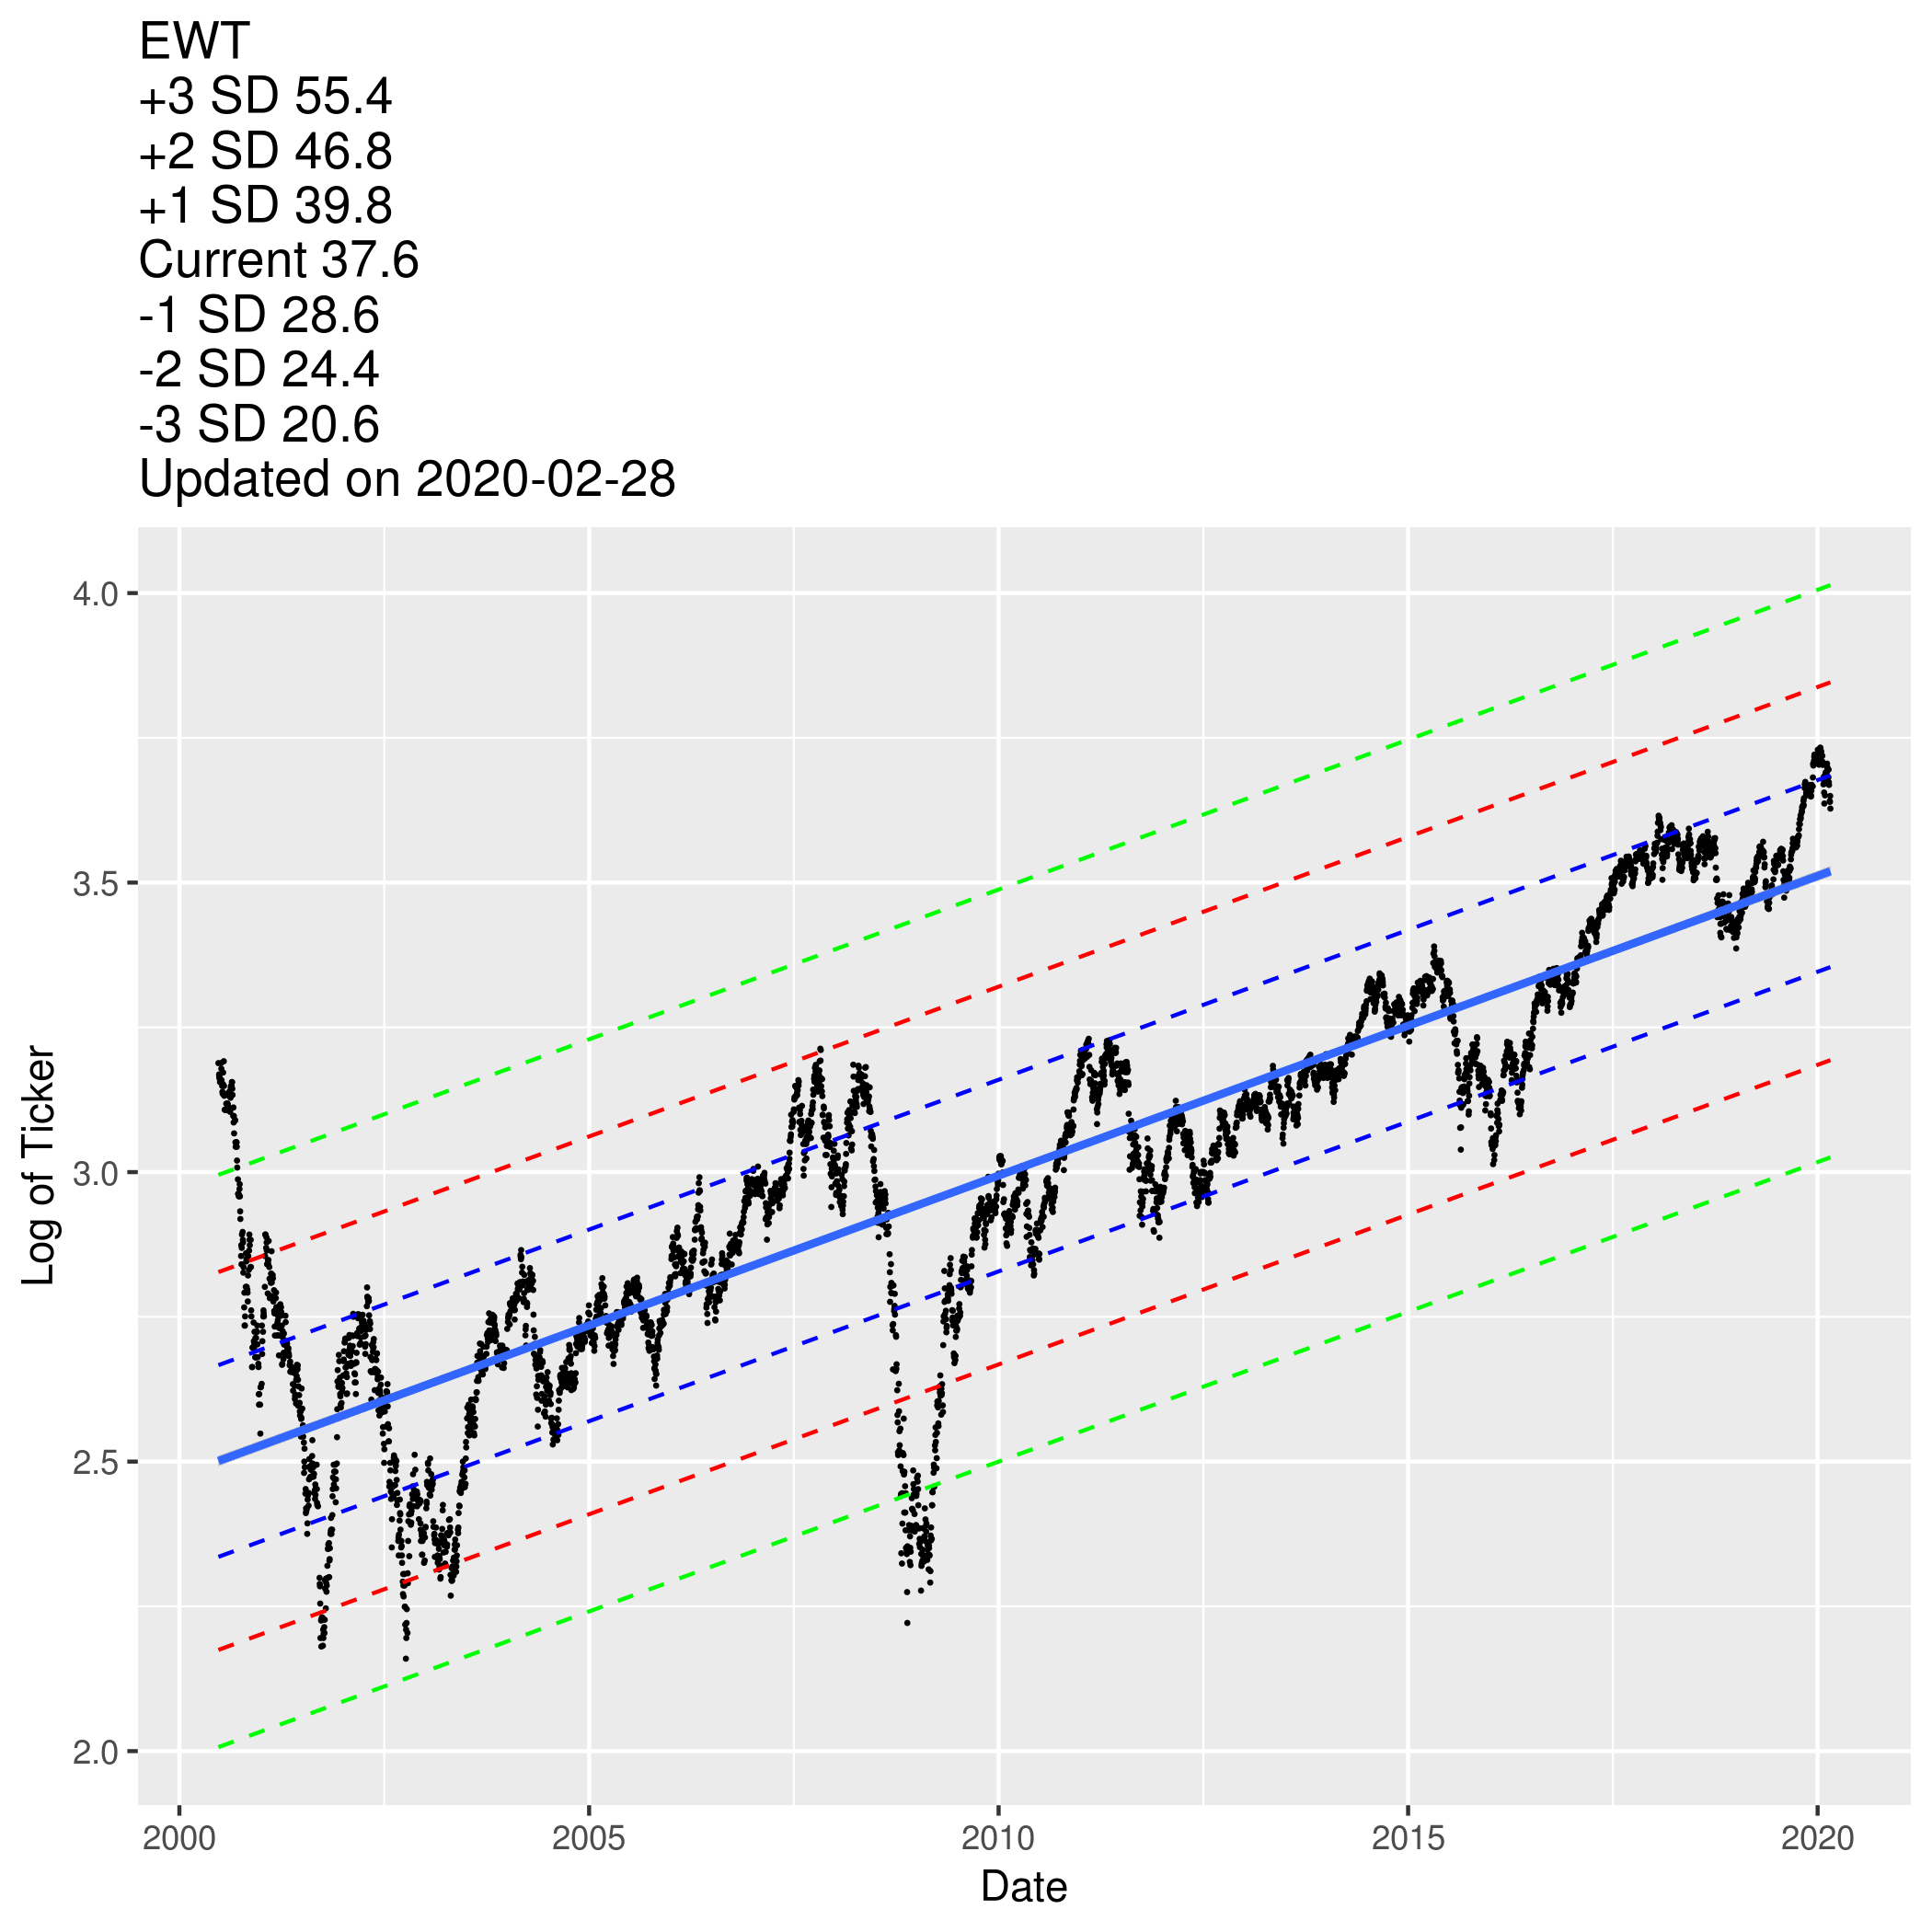 EWT
+3 SD 55.4
+2 SD 46.8
+1 SD 39.8
Current 37.6
-1 SD 28.6
-2 SD 24.4
-3 SD 20.6
Updated on 2020-02-28
4.0
3.5
3.0
2.5
2.0
Log of Ticker
2000 2005 2010 2015 2020
Date